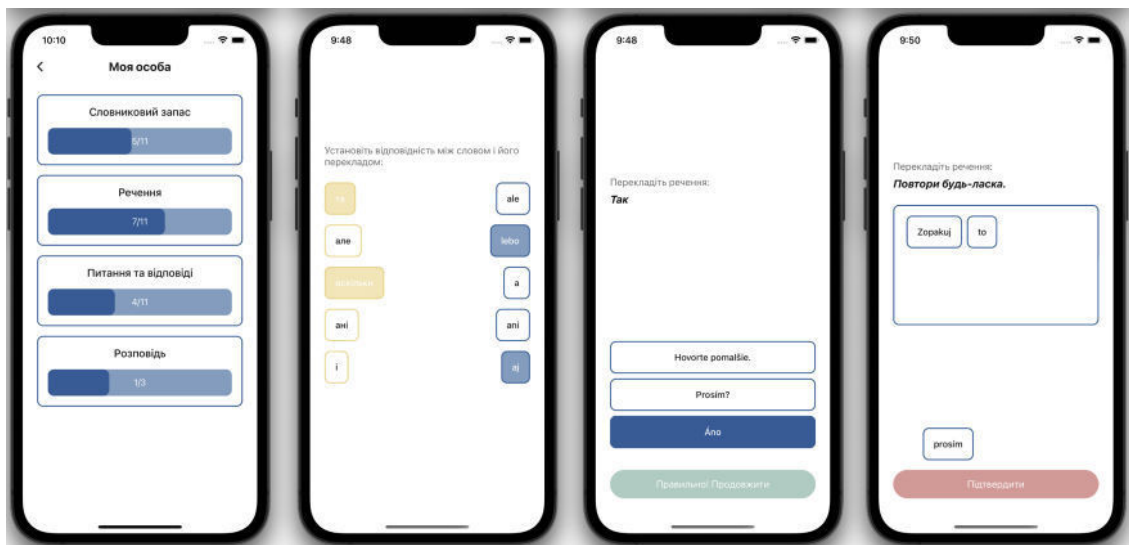 10:10
Моя особа
Словниковий запас
5/11
Речення
7/11
Питання та відповіді
4/11
Розповідь
1/3
9:48
Установіть відповідність між словом і його
перекладом:
ale
але
lebo
a
ані
ani
і
aj
9:48
Перекладіть речення:
Так
Hovorte pomalšie.
Prosim?
Áno
Правильно! Продовжити
9:50
Перекладіть речення:
Повтори будь-ласка.
Zopakuj to
prosim
Підтвердити